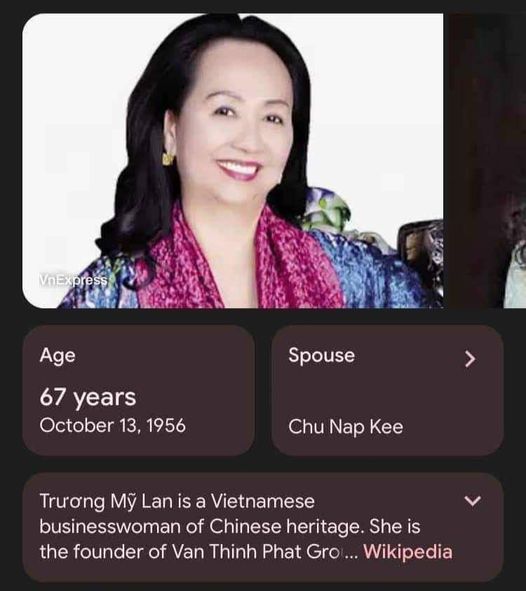 VnExpress
Age
67 years
October 13, 1956
Spouse
Chu Nap Kee
Trương Mỹ Lan is a Vietnamese
businesswoman of Chinese heritage. She is
the founder of Van Thinh Phat Gro... Wikipedia